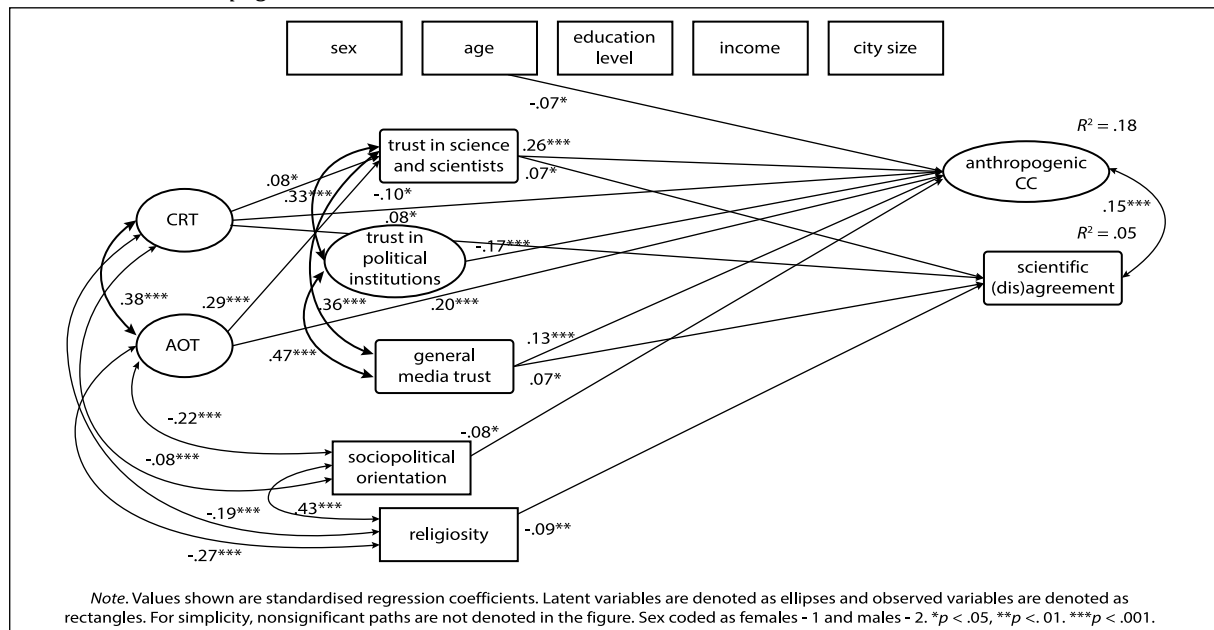 sex
age
education
level
income
city size
-.07*
R² = .18
trust in science
and scientists
.26***
.07*
anthropogenic
CC
.08*
.33***
-.10*
CRT
.08*
.15***
trust in
political
institutions
-.17***
R² = .05
scientific
(dis)agreement
.38***
.29***
.36***
.20***
AOT
.47***
general
media trust
.13***
.07*
-.22***
-.08*
-.08***
sociopolitical
orientation
-.19***
.43***
religiosity
-.09**
-.27***
Note. Values shown are standardised regression coefficients. Latent variables are denoted as ellipses and observed variables are denoted as
rectangles. For simplicity, nonsignificant paths are not denoted in the figure. Sex coded as females - 1 and males - 2. *p < .05, **p <. 01. ***p < .001.